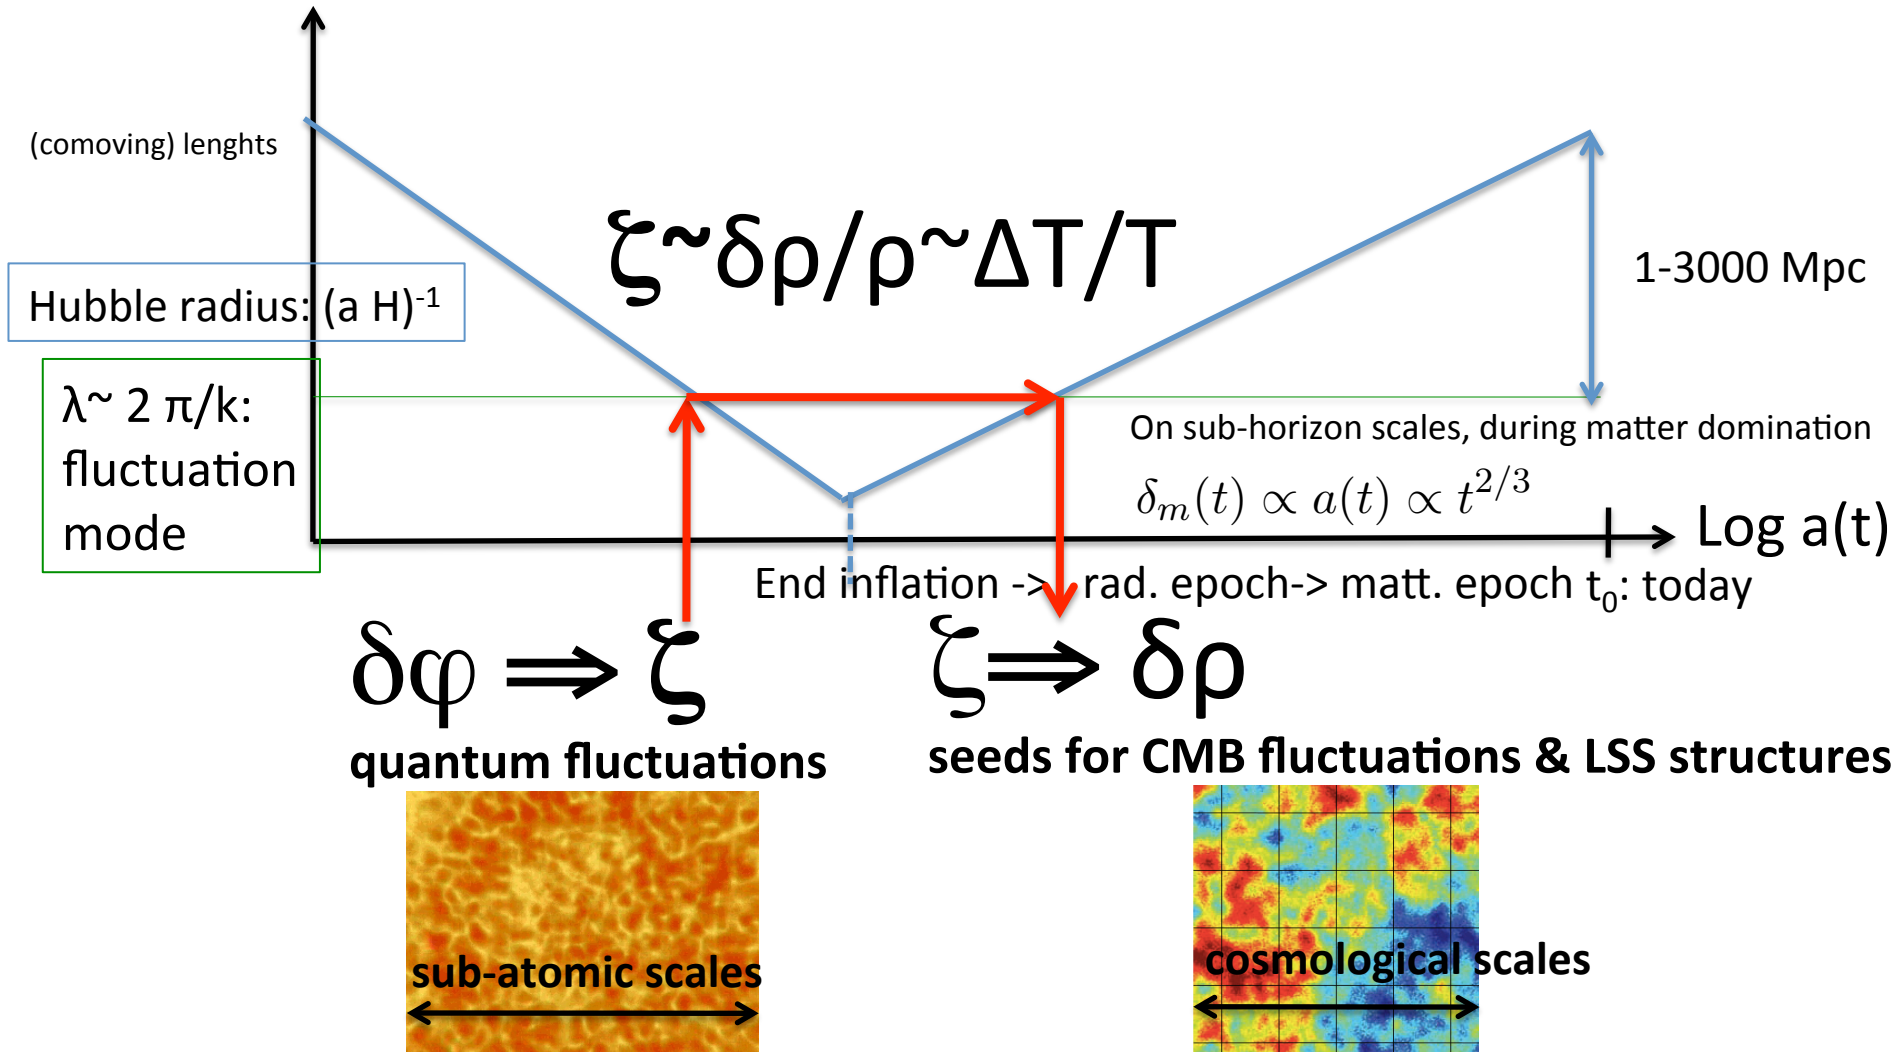 (comoving) lenghts
ζ~δρ/ρ~ΔT/T
1-3000 Mpc
Hubble radius: (a H)⁻¹
λ~ 2 π/k:
fluctuation
mode
On sub-horizon scales, during matter domination
δₘ(t) ∝ a(t) ∝ t^{2/3}
Log a(t)
End inflation -> rad. epoch-> matt. epoch t₀: today
δφ ⇒ ζ
ζ⇒ δρ
quantum fluctuations
seeds for CMB fluctuations & LSS structures
sub-atomic scales
cosmological scales